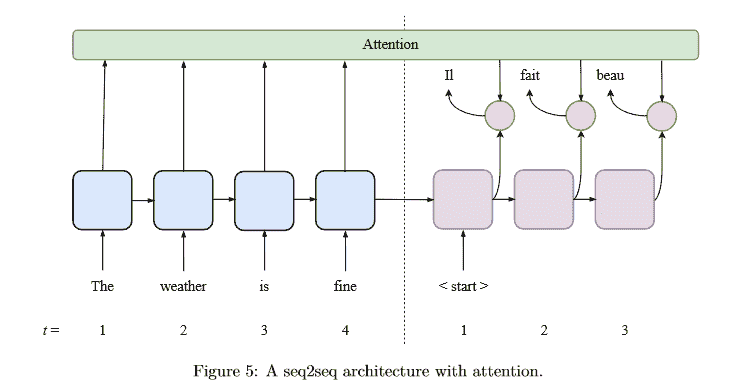 Attention
Il fait beau
The weather is fine < start >
t = 1 2 3 4 1 2 3
Figure 5: A seq2seq architecture with attention.